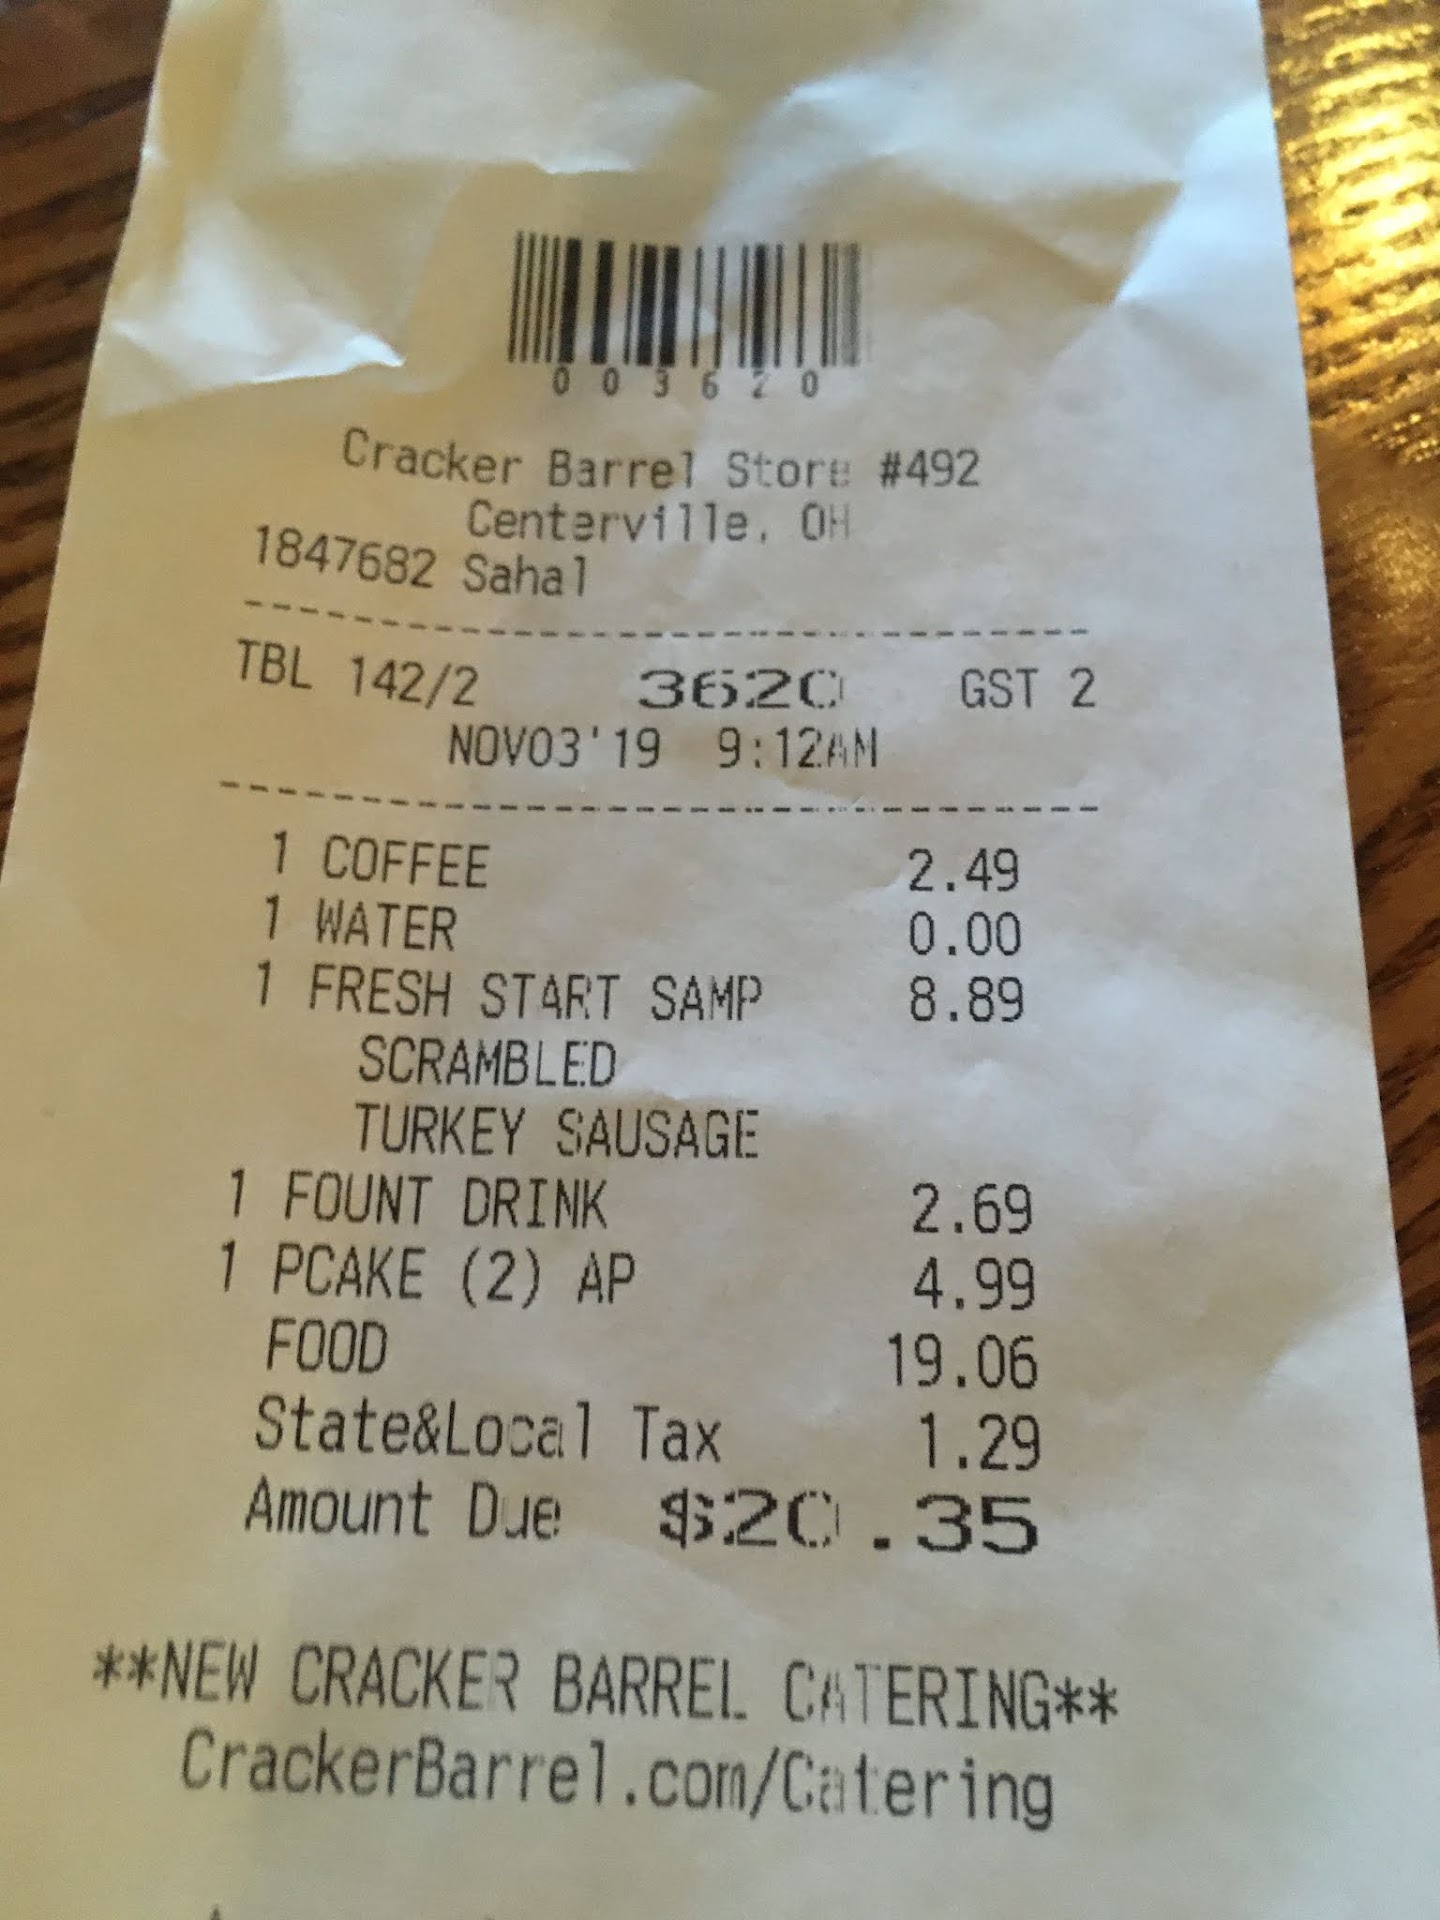 003620
Cracker Barrel Store #492
Centerville, OH
1847682 Sahal
TBL 142/2 3620 GST 2
NOV03'19 9:12AM
1 COFFEE 2.49
1 WATER 0.00
1 FRESH START SAMP 8.89
SCRAMBLED
TURKEY SAUSAGE
1 FOUNT DRINK 2.69
1 PCAKE (2) AP 4.99
FOOD 19.06
State&Local Tax 1.29
Amount Due $20.35
**NEW CRACKER BARREL CATERING**
CrackerBarrel.com/Catering